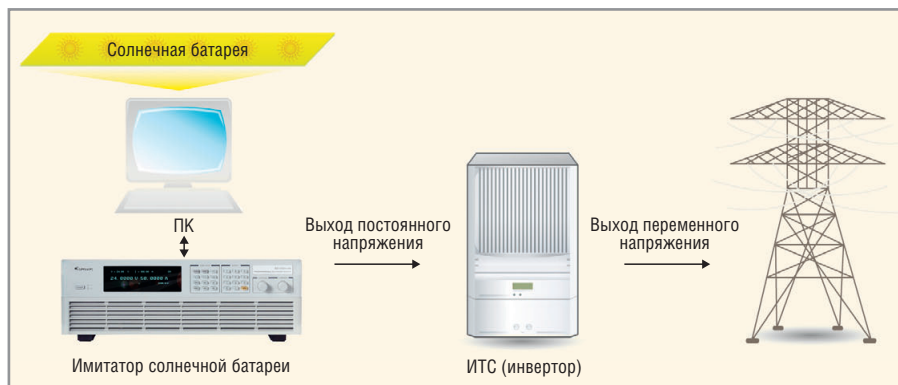 Солнечная батарея
ПК
Выход постоянного
напряжения
Выход переменного
напряжения
Имитатор солнечной батареи
ИТС (инвертор)